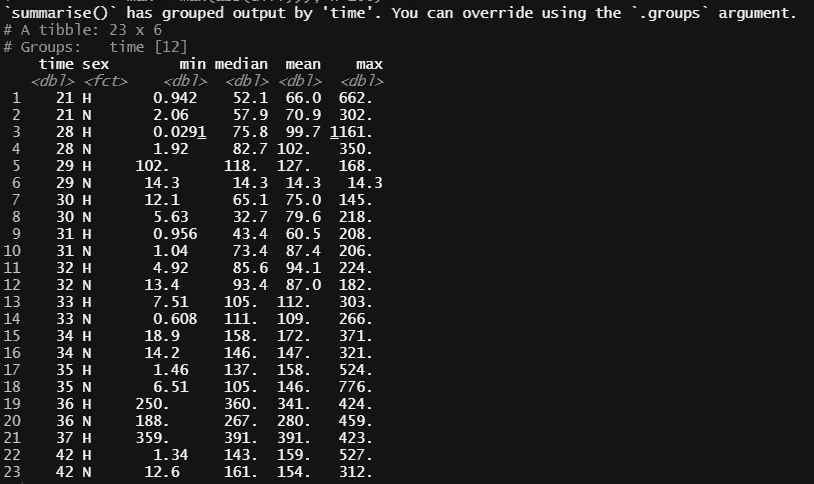 `summarise()` has grouped output by 'time'. You can override using the `.groups` argument.
# A tibble: 23 x 6
# Groups:   time [12]
    time sex        min median  mean    max
   <dbl> <fct>    <dbl>  <dbl> <dbl>  <dbl>
 1    21 H       0.942    52.1  66.0   662.
 2    21 N       2.06     57.9  70.9   302.
 3    28 H       0.0291   75.8  99.7  1161.
 4    28 N       1.92     82.7 102.    350.
 5    29 H     102.      118.  127.    168.
 6    29 N      14.3      14.3  14.3    14.3
 7    30 H      12.1      65.1  75.0   145.
 8    30 N       5.63     32.7  79.6   218.
 9    31 H       0.956    43.4  60.5   208.
10    31 N       1.04     73.4  87.4   206.
11    32 H       4.92     85.6  94.1   224.
12    32 N      13.4      93.4  87.0   182.
13    33 H       7.51    105.  112.    303.
14    33 N       0.608   111.  109.    266.
15    34 H      18.9     158.  172.    371.
16    34 N      14.2     146.  147.    321.
17    35 H       1.46    137.  158.    524.
18    35 N       6.51    105.  146.    776.
19    36 H     250.      360.  341.    424.
20    36 N     188.      267.  280.    459.
21    37 H     359.      391.  391.    423.
22    42 H       1.34    143.  159.    527.
23    42 N      12.6     161.  154.    312.